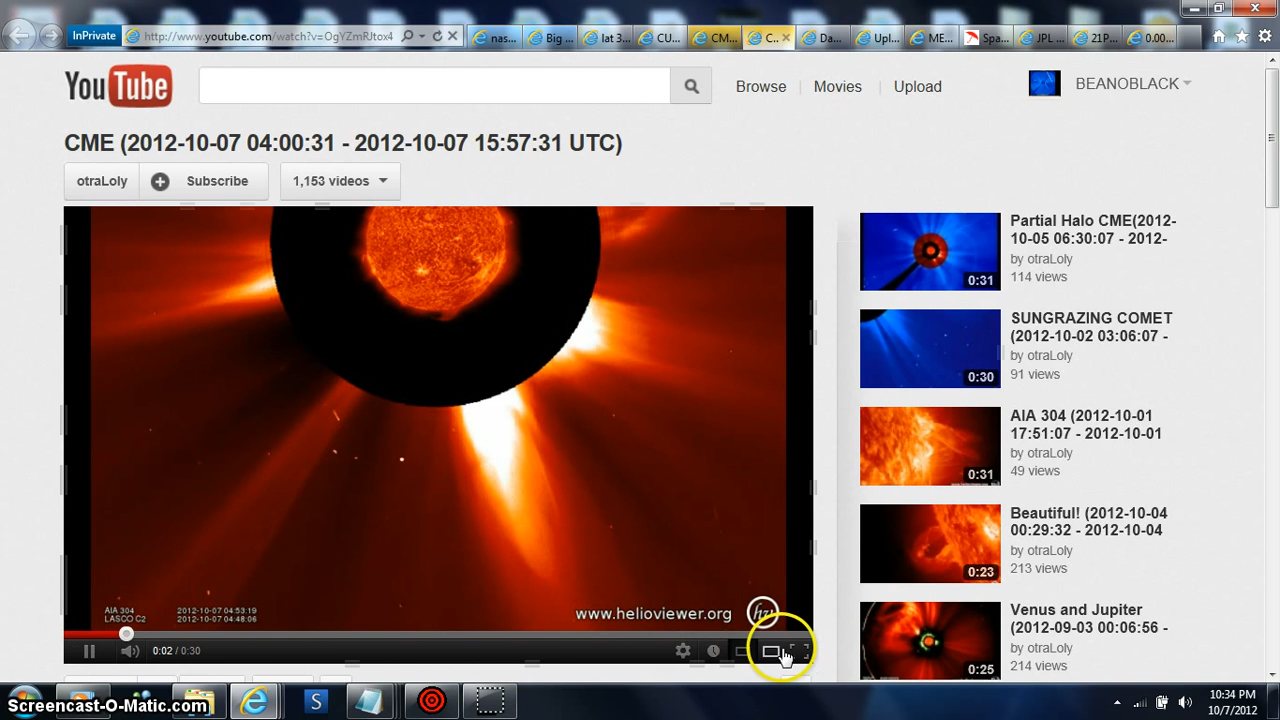 InPrivate
http://www.youtube.com/watch?v=OgYZmRJtox4
nas...
Big ...
lat 3...
CU...
CM...
C...
Da...
Upl...
ME...
Spa...
JPL ...
21P...
0.00...
YouTube
Browse
Movies
Upload
BEANOBLACK
CME (2012-10-07 04:00:31 - 2012-10-07 15:57:31 UTC)
otraLoly
Subscribe
1,153 videos
AIA 304 2012-10-07 04:53:19
LASCO C2 2012-10-07 04:48:06
www.helioviewer.org
hv
0:02 / 0:30
Partial Halo CME(2012-
10-05 06:30:07 - 2012-
by otraLoly
114 views
0:31
SUNGRAZING COMET
(2012-10-02 03:06:07 -
by otraLoly
91 views
0:30
AIA 304 (2012-10-01
17:51:07 - 2012-10-01
by otraLoly
49 views
0:31
Beautiful! (2012-10-04
00:29:32 - 2012-10-04
by otraLoly
213 views
0:23
Venus and Jupiter
(2012-09-03 00:06:56 -
by otraLoly
214 views
0:25
S
Screencast-O-Matic.com
10:34 PM
10/7/2012